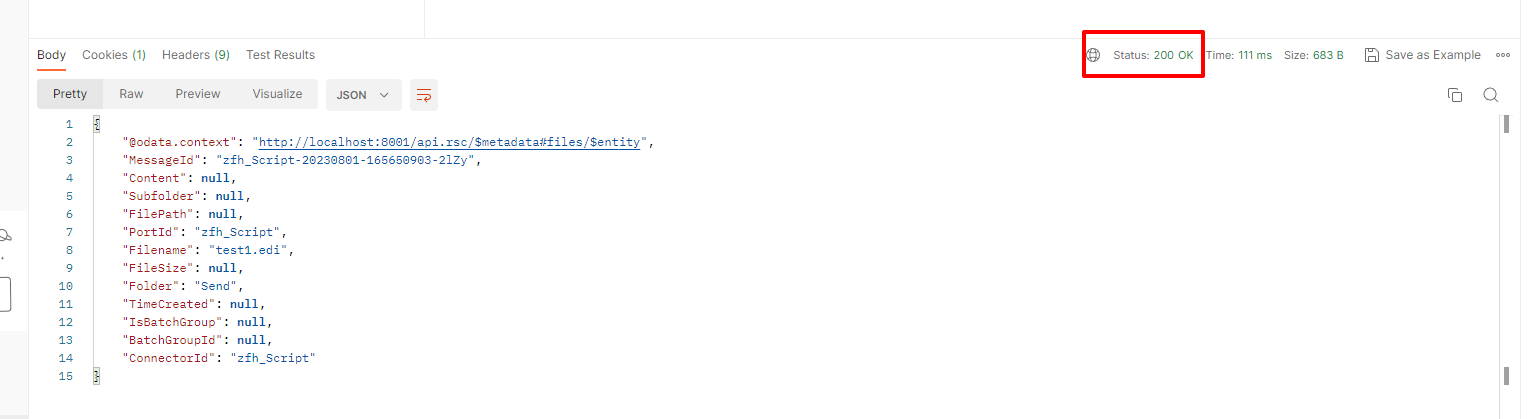 Body Cookies (1) Headers (9) Test Results Status: 200 OK Time: 111 ms Size: 683 B Save as Example
Pretty Raw Preview Visualize JSON
1 {
2 "@odata.context": "http://localhost:8001/api.rsc/$metadata#files/$entity",
3 "MessageId": "zfh_Script-20230801-165650903-2lZy",
4 "Content": null,
5 "Subfolder": null,
6 "FilePath": null,
7 "PortId": "zfh_Script",
8 "Filename": "test1.edi",
9 "FileSize": null,
10 "Folder": "Send",
11 "TimeCreated": null,
12 "IsBatchGroup": null,
13 "BatchGroupId": null,
14 "ConnectorId": "zfh_Script"
15 }